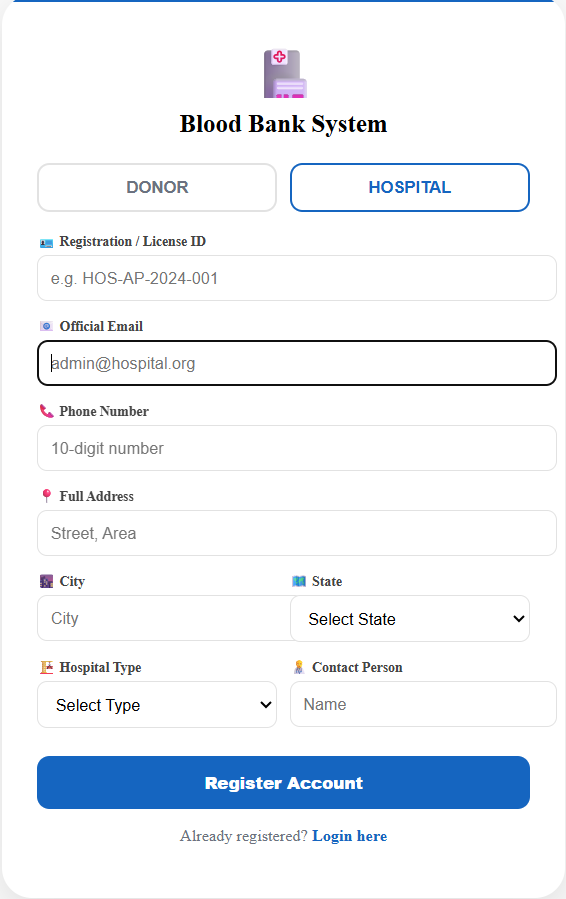 Blood Bank System
DONOR HOSPITAL
Registration / License ID
e.g. HOS-AP-2024-001
Official Email
admin@hospital.org
Phone Number
10-digit number
Full Address
Street, Area
City State
City Select State
Hospital Type Contact Person
Select Type Name
Register Account
Already registered? Login here